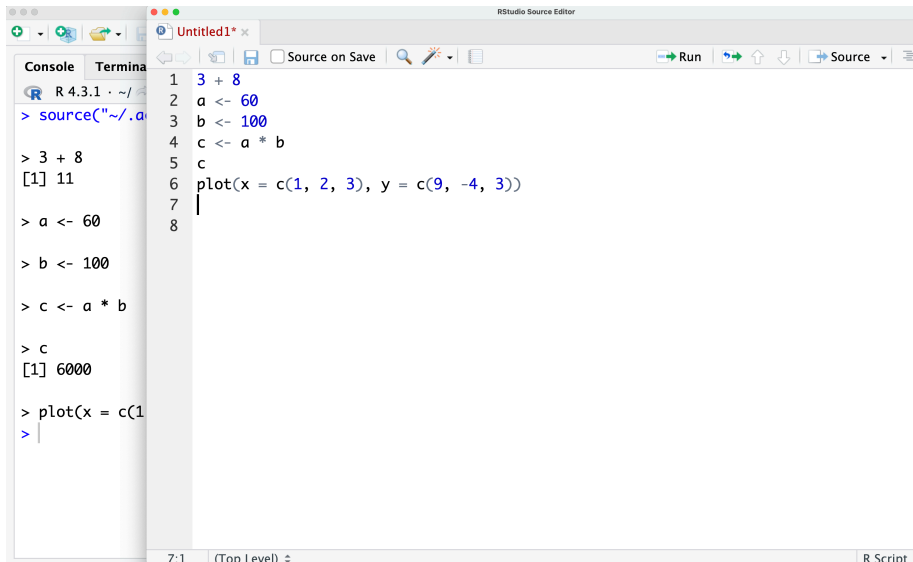 RStudio Source Editor
Untitled1*
Source on Save
Run
Source
1 3 + 8
2 a <- 60
3 b <- 100
4 c <- a * b
5 c
6 plot(x = c(1, 2, 3), y = c(9, -4, 3))
7
8
7:1 (Top Level) R Script
Console Termina
R 4.3.1 · ~/
> source("~/.a
> 3 + 8
[1] 11
> a <- 60
> b <- 100
> c <- a * b
> c
[1] 6000
> plot(x = c(1
>